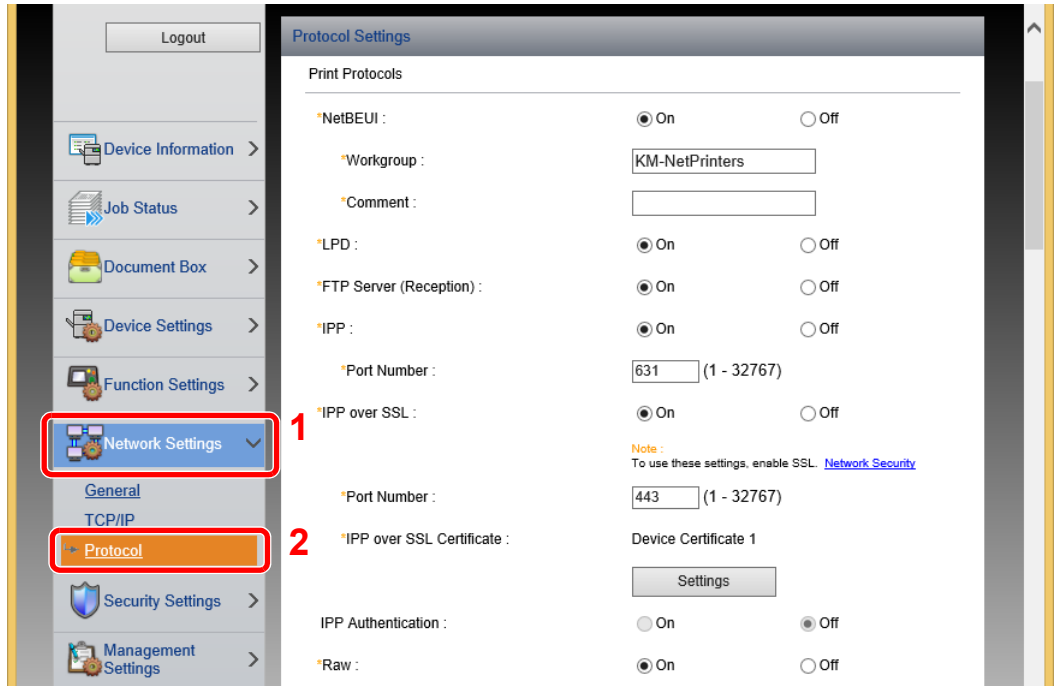 Logout
Device Information
Job Status
Document Box
Device Settings
Function Settings
Network Settings
1
General
TCP/IP
Protocol
2
Security Settings
Management
Settings
Protocol Settings
Print Protocols
*NetBEUI : On Off
*Workgroup : KM-NetPrinters
*Comment :
*LPD : On Off
*FTP Server (Reception) : On Off
*IPP : On Off
*Port Number : 631 (1 - 32767)
*IPP over SSL : On Off
Note :
To use these settings, enable SSL. Network Security
*Port Number : 443 (1 - 32767)
*IPP over SSL Certificate : Device Certificate 1
Settings
IPP Authentication : On Off
*Raw : On Off